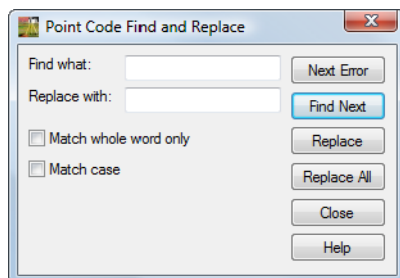 Point Code Find and Replace
Find what:
Next Error
Replace with:
Find Next
Match whole word only
Replace
Match case
Replace All
Close
Help